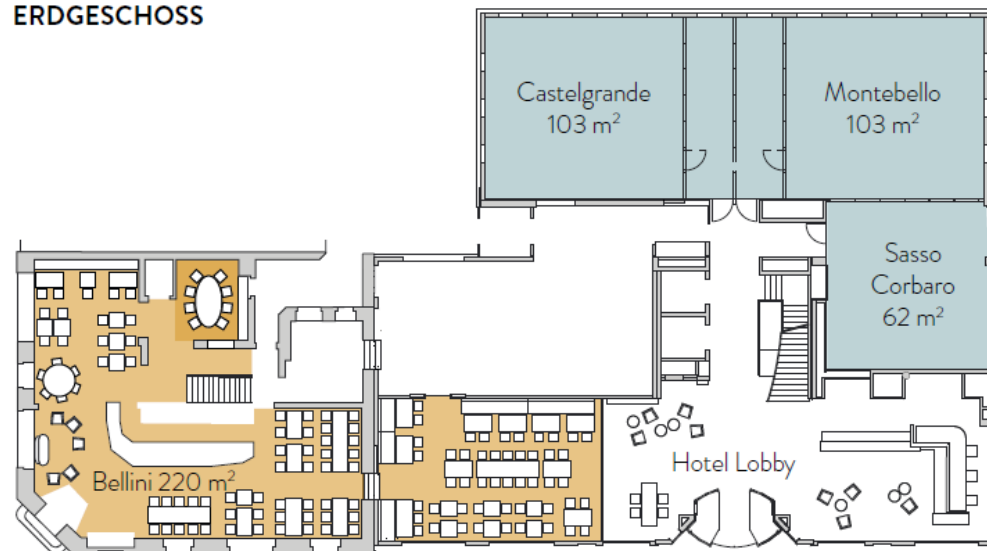 ERDGESCHOSS
Castelgrande
103 m²
Montebello
103 m²
Sasso
Corbaro
62 m²
Hotel Lobby
Bellini 220 m²